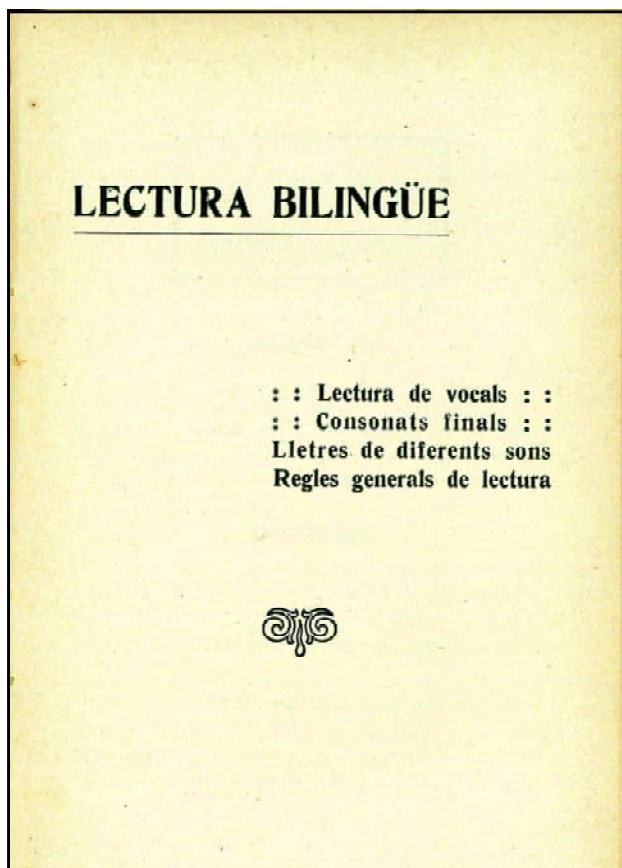 LECTURA BILINGÜE
: : Lectura de vocals : :
: : Consonats finals : :
Lletres de diferents sons
Regles generals de lectura